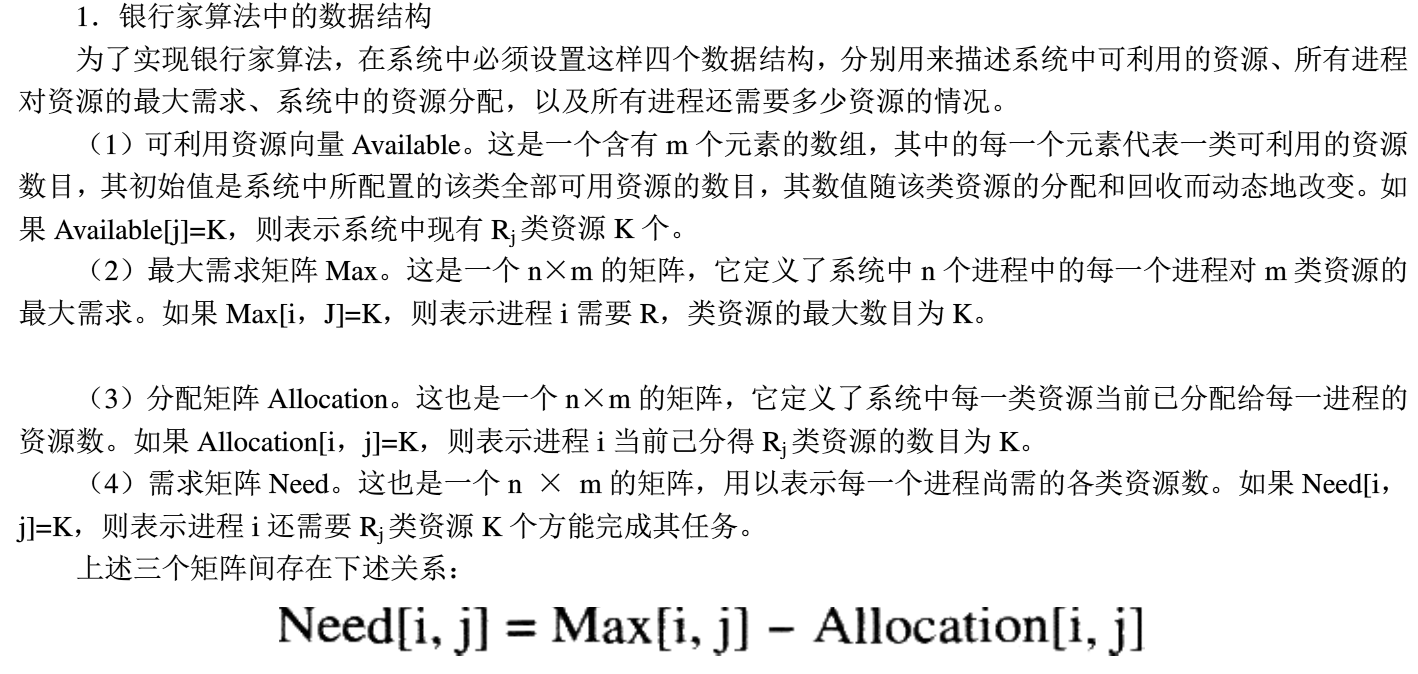 1．银行家算法中的数据结构
为了实现银行家算法，在系统中必须设置这样四个数据结构，分别用来描述系统中可利用的资源、所有进程
对资源的最大需求、系统中的资源分配，以及所有进程还需要多少资源的情况。
（1）可利用资源向量 Available。这是一个含有 m 个元素的数组，其中的每一个元素代表一类可利用的资源
数目，其初始值是系统中所配置的该类全部可用资源的数目，其数值随该类资源的分配和回收而动态地改变。如
果 Available[j]=K，则表示系统中现有 Rj 类资源 K 个。
（2）最大需求矩阵 Max。这是一个 n×m 的矩阵，它定义了系统中 n 个进程中的每一个进程对 m 类资源的
最大需求。如果 Max[i，J]=K，则表示进程 i 需要 R，类资源的最大数目为 K。
（3）分配矩阵 Allocation。这也是一个 n×m 的矩阵，它定义了系统中每一类资源当前已分配给每一进程的
资源数。如果 Allocation[i，j]=K，则表示进程 i 当前己分得 Rj 类资源的数目为 K。
（4）需求矩阵 Need。这也是一个 n × m 的矩阵，用以表示每一个进程尚需的各类资源数。如果 Need[i，
j]=K，则表示进程 i 还需要 Rj 类资源 K 个方能完成其任务。
上述三个矩阵间存在下述关系：
Need[i, j] = Max[i, j] − Allocation[i, j]